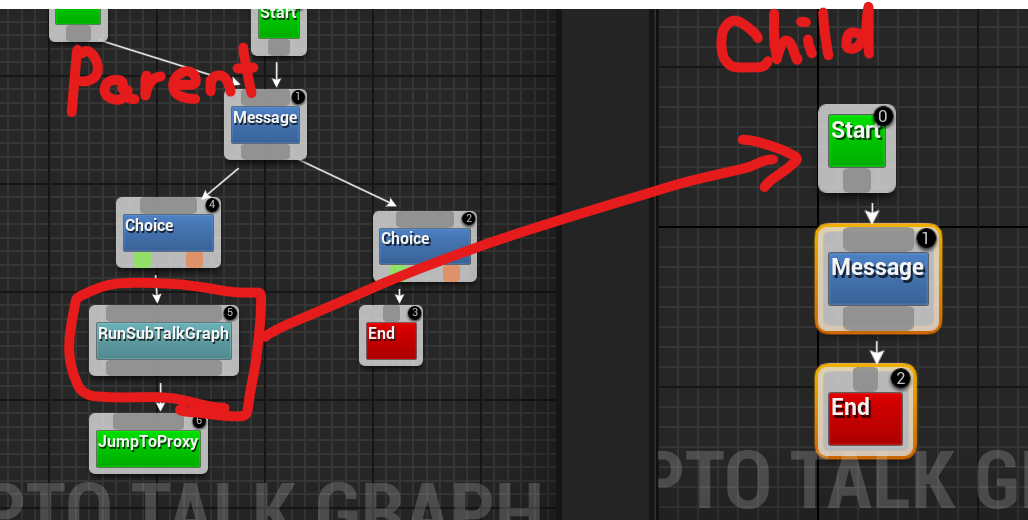 Start
Child
Parent
0
1
Message
Start
4
Choice
2
Choice
1
Message
5
RunSubTalkGraph
3
End
2
End
6
JumpToProxy
PTO TALK GRAPH
PTO TALK G